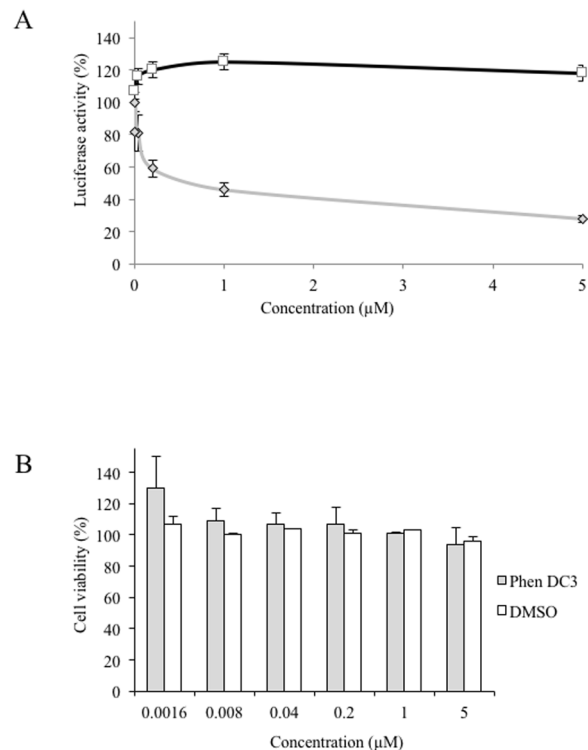 A
Luciferase activity (%)
140
120
100
80
60
40
20
0
0 1 2 3 4 5
Concentration (µM)
B
Cell viability (%)
140
120
100
80
60
40
20
0
0.0016 0.008 0.04 0.2 1 5
Concentration (µM)
Phen DC3
DMSO